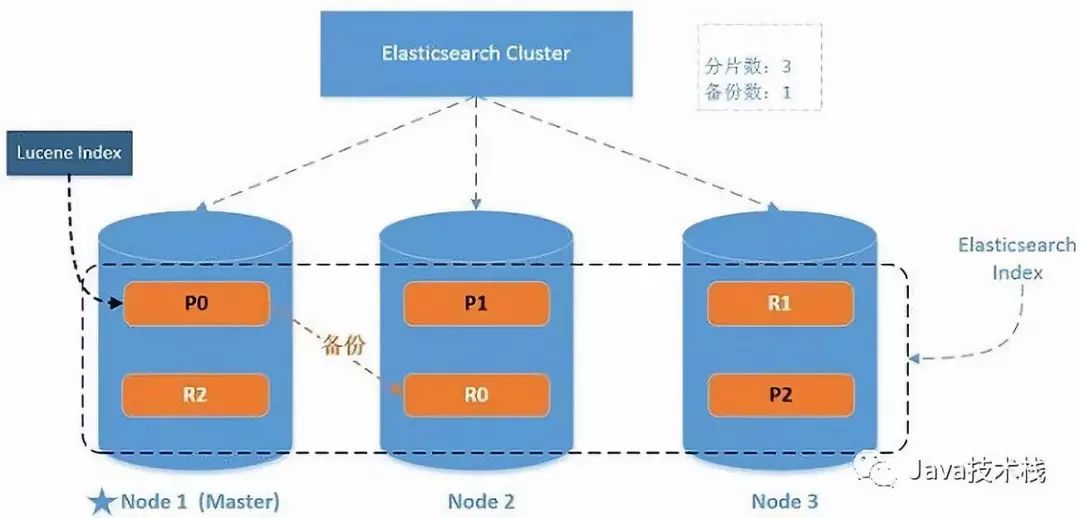 Elasticsearch Cluster
分片数：3
备份数：1
Lucene Index
Elasticsearch
Index
P0
P1
R1
备份
R2
R0
P2
Node 1 (Master)
Node 2
Node 3
Java技术栈